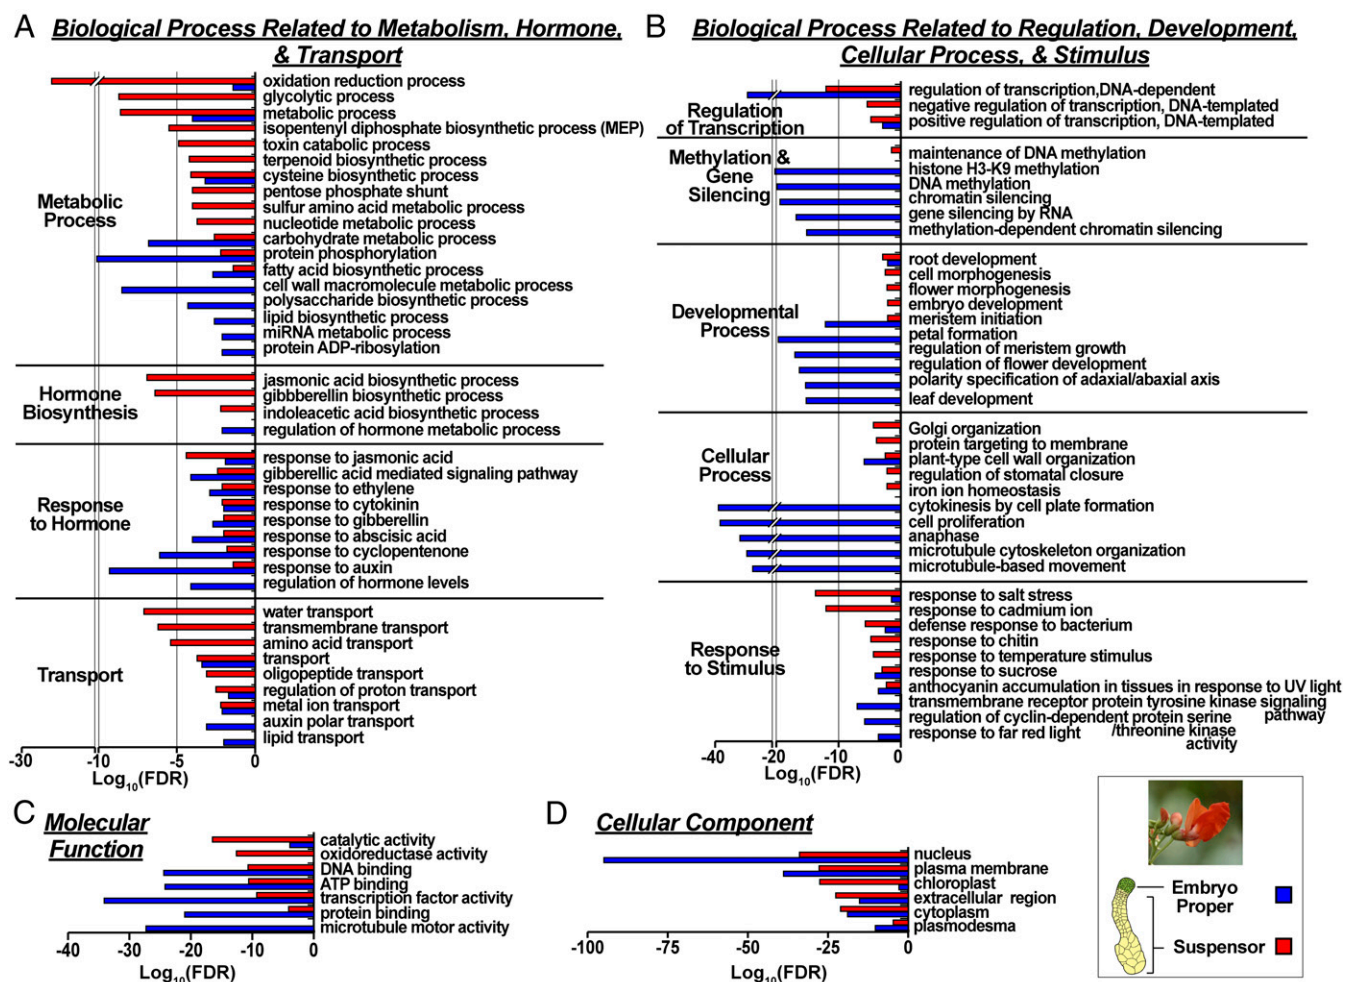 A Biological Process Related to Metabolism, Hormone,
& Transport
oxidation reduction process
glycolytic process
metabolic process
isopentenyl diphosphate biosynthetic process (MEP)
toxin catabolic process
terpenoid biosynthetic process
cysteine biosynthetic process
pentose phosphate shunt
sulfur amino acid metabolic process
nucleotide metabolic process
carbohydrate metabolic process
protein phosphorylation
fatty acid biosynthetic process
cell wall macromolecule metabolic process
polysaccharide biosynthetic process
lipid biosynthetic process
miRNA metabolic process
protein ADP-ribosylation
Metabolic
Process
jasmonic acid biosynthetic process
gibbberellin biosynthetic process
indoleacetic acid biosynthetic process
regulation of hormone metabolic process
Hormone
Biosynthesis
response to jasmonic acid
gibberellic acid mediated signaling pathway
response to ethylene
response to cytokinin
response to gibberellin
response to abscisic acid
response to cyclopentenone
response to auxin
regulation of hormone levels
Response
to Hormone
water transport
transmembrane transport
amino acid transport
transport
oligopeptide transport
regulation of proton transport
metal ion transport
auxin polar transport
lipid transport
Transport
-30 -10 -5 0
Log10(FDR)
B Biological Process Related to Regulation, Development,
Cellular Process, & Stimulus
regulation of transcription,DNA-dependent
negative regulation of transcription, DNA-templated
positive regulation of transcription, DNA-templated
Regulation
of Transcription
maintenance of DNA methylation
histone H3-K9 methylation
DNA methylation
chromatin silencing
gene silencing by RNA
methylation-dependent chromatin silencing
Methylation &
Gene
Silencing
root development
cell morphogenesis
flower morphogenesis
embryo development
meristem initiation
petal formation
regulation of meristem growth
regulation of flower development
polarity specification of adaxial/abaxial axis
leaf development
Developmental
Process
Golgi organization
protein targeting to membrane
plant-type cell wall organization
regulation of stomatal closure
iron ion homeostasis
cytokinesis by cell plate formation
cell proliferation
anaphase
microtubule cytoskeleton organization
microtubule-based movement
Cellular
Process
response to salt stress
response to cadmium ion
defense response to bacterium
response to chitin
response to temperature stimulus
response to sucrose
anthocyanin accumulation in tissues in response to UV light
transmembrane receptor protein tyrosine kinase signaling
pathway
regulation of cyclin-dependent protein serine
/threonine kinase
activity
response to far red light
Response
to Stimulus
-40 -30 -20 -10 0
Log10(FDR)
C Molecular
Function
catalytic activity
oxidoreductase activity
DNA binding
ATP binding
transcription factor activity
protein binding
microtubule motor activity
-40 -30 -20 -10 0
Log10(FDR)
D Cellular Component
nucleus
plasma membrane
chloroplast
extracellular region
cytoplasm
plasmodesma
-100 -75 -50 -25 0
Log10(FDR)
Embryo
Proper
Suspensor